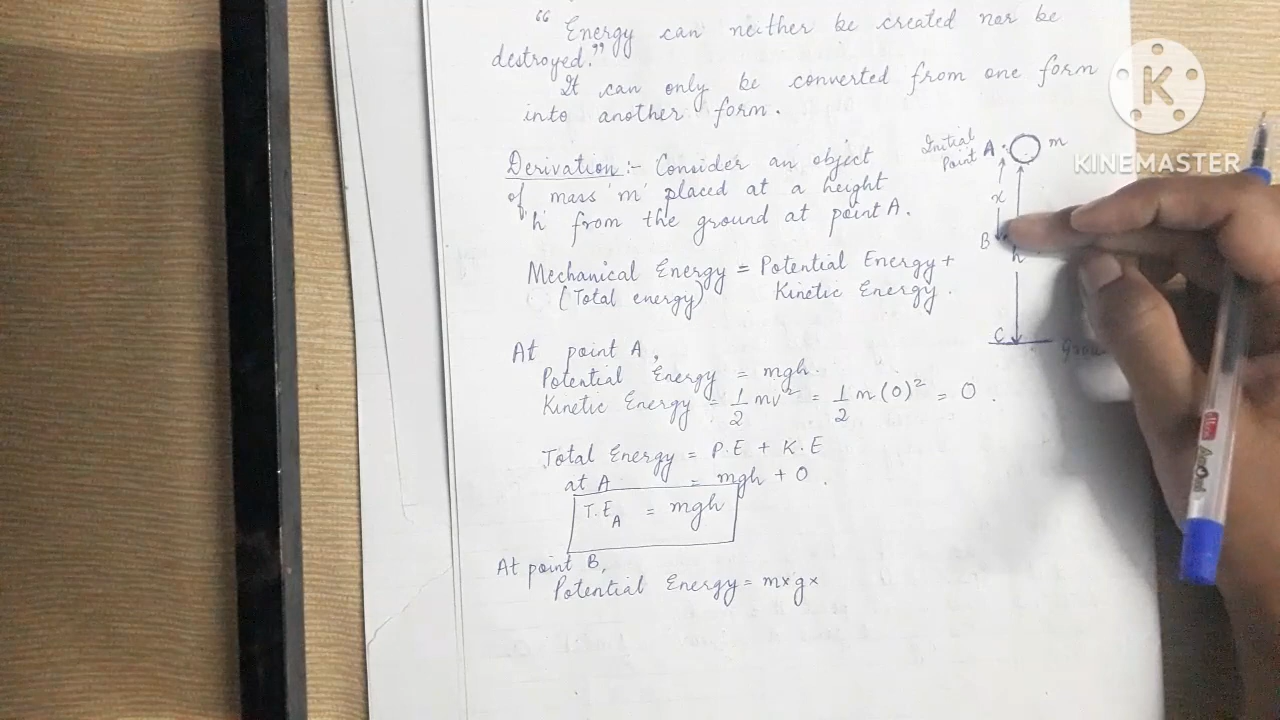 “ Energy can neither be created nor be
destroyed.”
It can only be converted from one form
into another form.
Derivation :- Consider an object
of mass 'm' placed at a height
'h' from the ground at point A.
Initial
Point A
m
x
B
h
C
Mechanical Energy = Potential Energy +
(Total energy) Kinetic Energy.
At point A,
Potential Energy = mgh.
Kinetic Energy = 1/2 mv² = 1/2 m(0)² = 0.
Total Energy = P.E + K.E
at A = mgh + 0.
T.E_A = mgh
At point B,
Potential Energy = m×g×
K
KINEMASTER